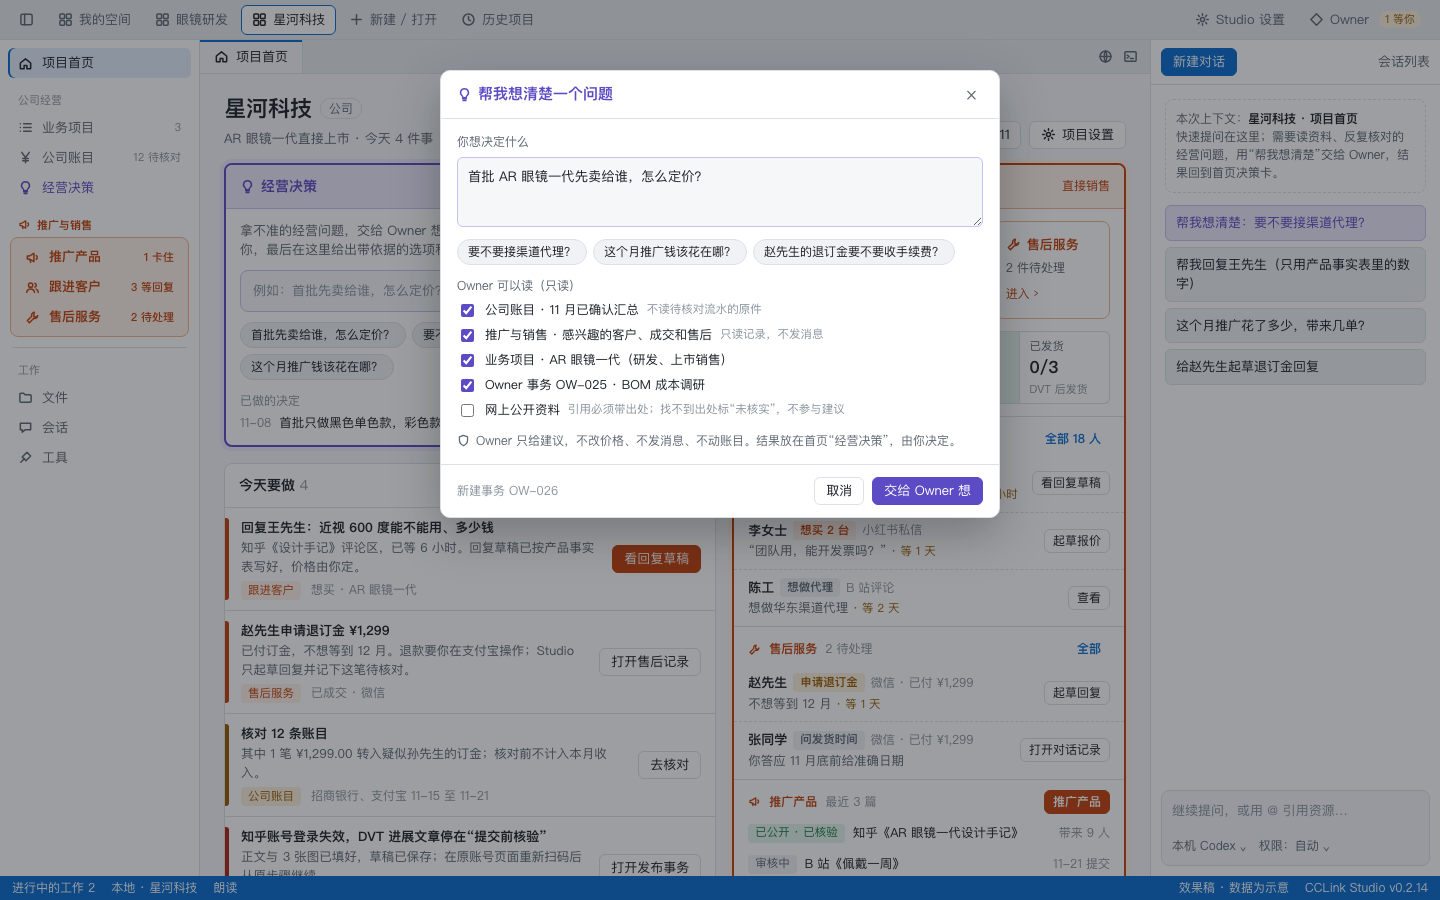 我的空间
眼镜研发
星河科技
新建 / 打开
历史项目
Studio 设置
Owner
1 等你
项目首页
公司经营
业务项目
3
公司账目
12 待核对
经营决策
推广与销售
推广产品
1 卡住
跟进客户
3 等回复
售后服务
2 待处理
工作
文件
会话
工具
项目首页
星河科技
公司
AR 眼镜一代直接上市 · 今天 4 件事
11
项目设置
经营决策
拿不准的经营问题，交给 Owner 想
你，最后在这里给出带依据的选项和
例如：首批先卖给谁，怎么定价？
首批先卖给谁，怎么定价？
要不
这个月推广钱该花在哪？
已做的决定
11-08 首批只做黑色单色款，彩色款
今天要做 4
回复王先生：近视 600 度能不能用、多少钱
知乎《设计手记》评论区，已等 6 小时。回复草稿已按产品事实
表写好，价格由你定。
跟进客户
想买 · AR 眼镜一代
看回复草稿
赵先生申请退订金 ¥1,299
已付订金，不想等到 12 月。退款要你在支付宝操作；Studio
只起草回复并记下这笔待核对。
售后服务
已成交 · 微信
打开售后记录
核对 12 条账目
其中 1 笔 ¥1,299.00 转入疑似孙先生的订金；核对前不计入本月收
入。
公司账目
招商银行、支付宝 11-15 至 11-21
去核对
知乎账号登录失效，DVT 进展文章停在“提交前核验”
正文与 3 张图已填好，草稿已保存；在原账号页面重新扫码后
打开发布事务
帮我想清楚一个问题
你想决定什么
首批 AR 眼镜一代先卖给谁，怎么定价？
要不要接渠道代理？
这个月推广钱该花在哪？
赵先生的退订金要不要收手续费？
Owner 可以读（只读）
公司账目 · 11 月已确认汇总 不读待核对流水的原件
推广与销售 · 感兴趣的客户、成交和售后 只读记录，不发消息
业务项目 · AR 眼镜一代（研发、上市销售）
Owner 事务 OW-025 · BOM 成本调研
网上公开资料 引用必须带出处；找不到出处标“未核实”，不参与建议
Owner 只给建议，不改价格、不发消息、不动账目。结果放在首页“经营决策”，由你决定。
新建事务 OW-026
取消
交给 Owner 想
直接销售
售后服务
2 件待处理
进入 >
已发货
0/3
DVT 后发货
全部 18 人
小时
看回复草稿
李女士 想买 2 台 小红书私信
“团队用，能开发票吗？” · 等 1 天
起草报价
陈工 想做代理 B 站评论
想做华东渠道代理 · 等 2 天
查看
售后服务 2 待处理
全部
赵先生 申请退订金 微信 · 已付 ¥1,299
不想等到 12 月 · 等 1 天
起草回复
张同学 问发货时间 微信 · 已付 ¥1,299
你答应 11 月底前给准确日期
打开对话记录
推广产品 最近 3 篇
推广产品
已公开 · 已核验 知乎《AR 眼镜一代设计手记》 带来 9 人
审核中 B 站《佩戴一周》 11-21 提交
新建对话
会话列表
本次上下文：星河科技 · 项目首页
快速提问在这里；需要读资料、反复核对的
经营问题，用“帮我想清楚”交给 Owner，结
果回到首页决策卡。
帮我想清楚：要不要接渠道代理？
帮我回复王先生（只用产品事实表里的数
字）
这个月推广花了多少，带来几单？
给赵先生起草退订金回复
继续提问，或用 @ 引用资源…
本机 Codex
权限：自动
进行中的工作 2
本地 · 星河科技
朗读
效果稿 · 数据为示意
CCLink Studio v0.2.14